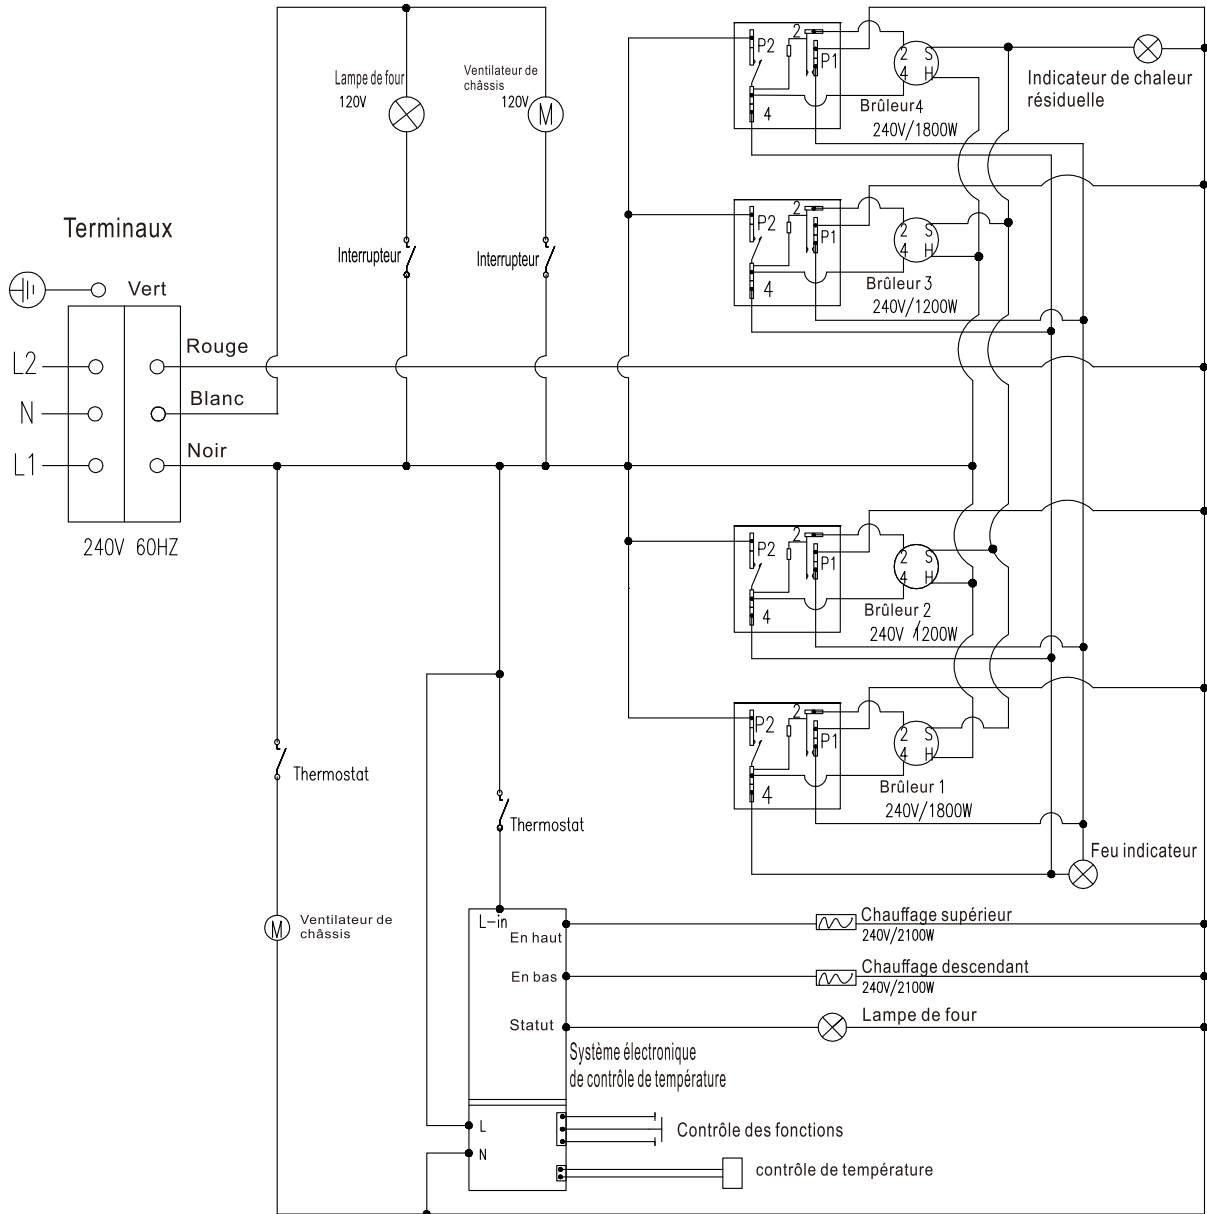 Lampe de four
120V
Ventilateur de
châssis
120V
M
P2
2
P1
4
2 S
4 H
Brûleur4
240V/1800W
Indicateur de chaleur
résiduelle
Terminaux
Interrupteur
Interrupteur
P2
2
P1
4
2 S
4 H
Brûleur 3
240V/1200W
Vert
L2
Rouge
N
Blanc
L1
Noir
240V 60HZ
P2
2
P1
4
2 S
4 H
Brûleur 2
240V /1200W
P2
2
P1
4
2 S
4 H
Brûleur 1
240V/1800W
Thermostat
Thermostat
Feu indicateur
M
Ventilateur de
châssis
L-in
En haut
Chauffage supérieur
240V/2100W
En bas
Chauffage descendant
240V/2100W
Statut
Lampe de four
Système électronique
de contrôle de température
L
Contrôle des fonctions
N
contrôle de température